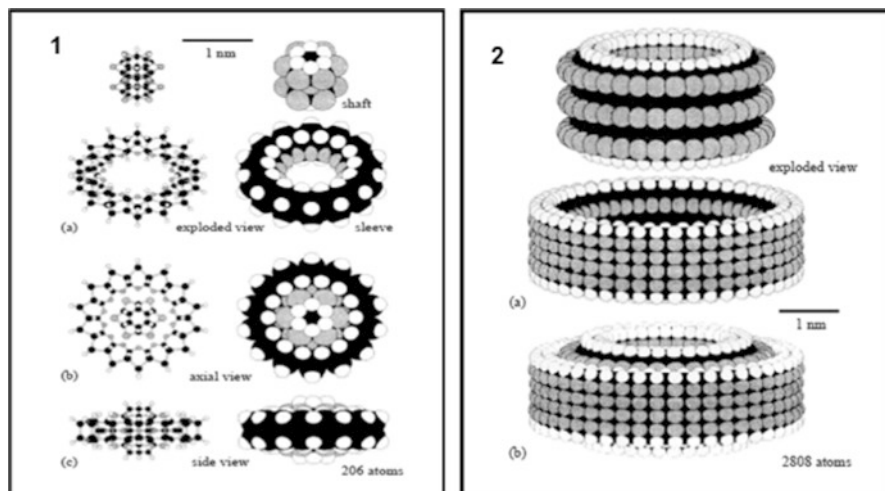 1
1 nm
shaft
(a)
exploded view
sleeve
(b)
axial view
(c)
side view
206 atoms
2
exploded view
(a)
1 nm
(b)
2808 atoms